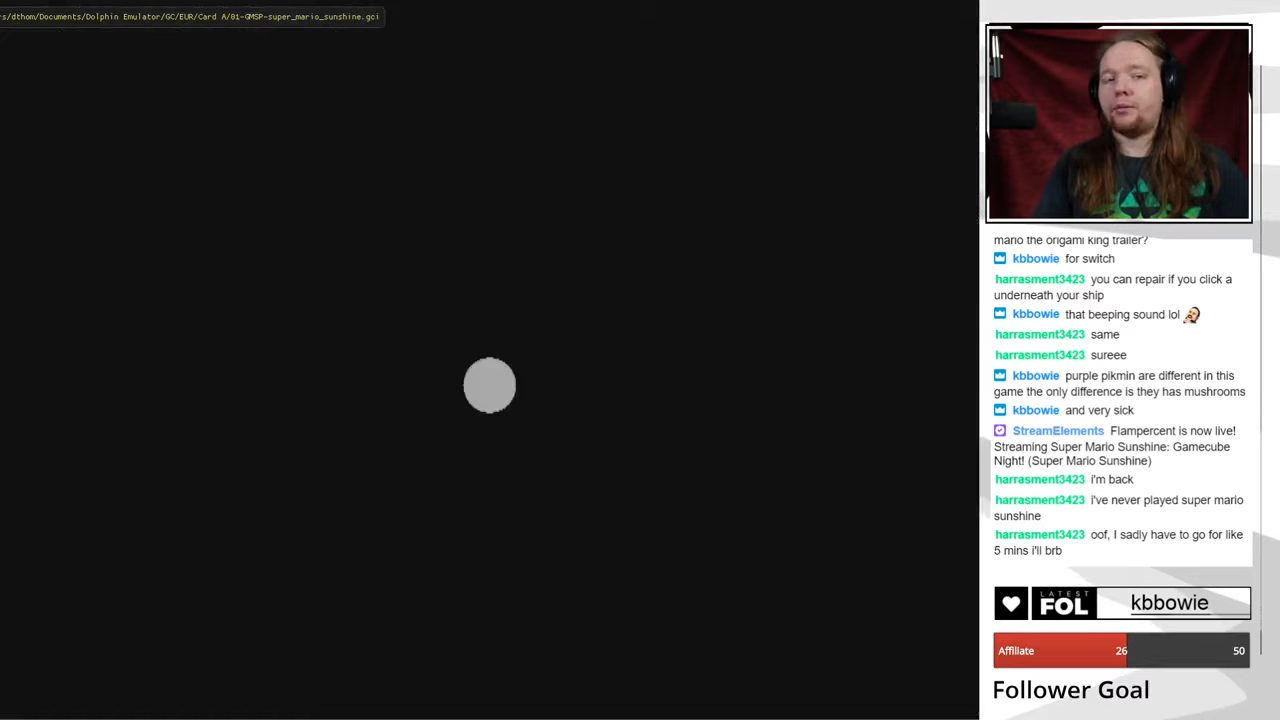 rs/dthom/Documents/Dolphin Emulator/GC/EUR/Card A/01-GMSP-super_mario_sunshine.gci
mario the origami king trailer?
kbbowie for switch
harrasment3423 you can repair if you click a
underneath your ship
kbbowie that beeping sound lol
harrasment3423 same
harrasment3423 sureee
kbbowie purple pikmin are different in this
game the only difference is they has mushrooms
kbbowie and very sick
StreamElements Flampercent is now live!
Streaming Super Mario Sunshine: Gamecube
Night! (Super Mario Sunshine)
harrasment3423 i'm back
harrasment3423 i've never played super mario
sunshine
harrasment3423 oof, I sadly have to go for like
5 mins i'll brb
LATEST
FOL kbbowie
Affiliate 26 50
Follower Goal